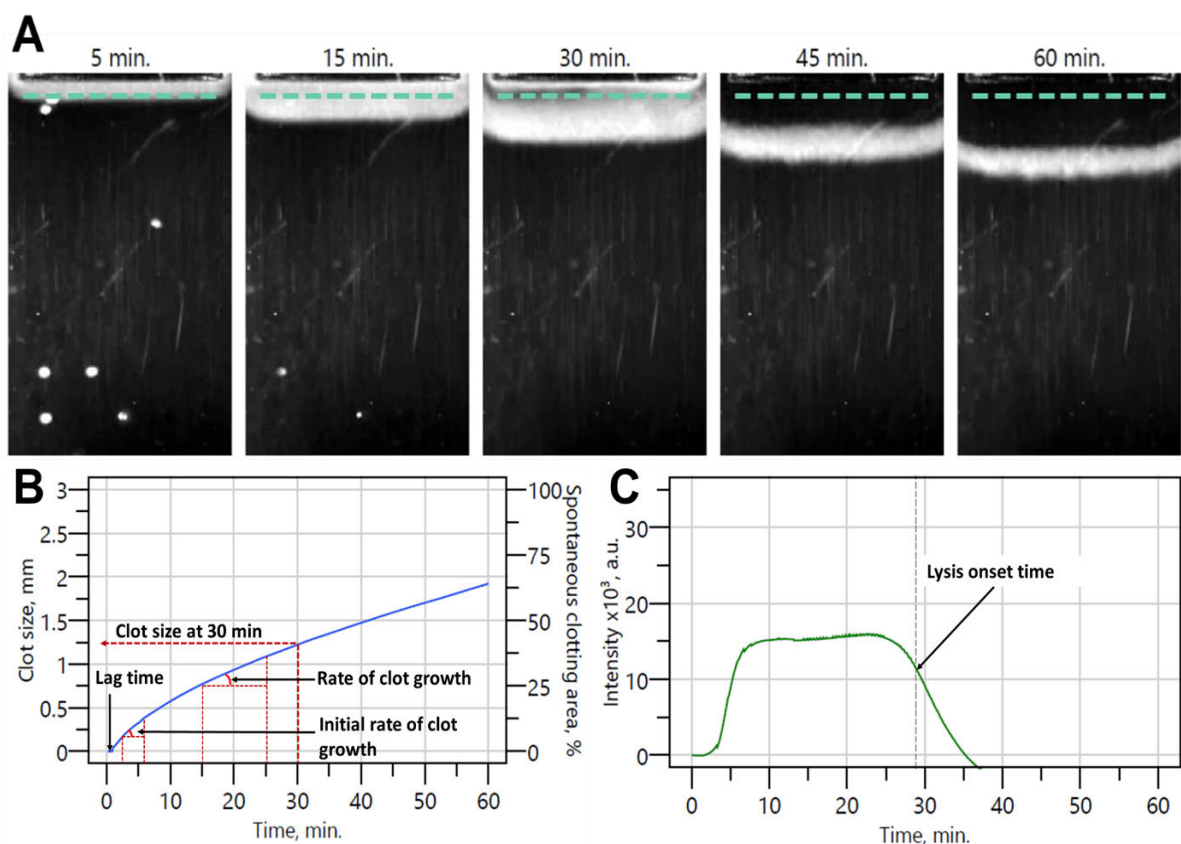 A
5 min.
15 min.
30 min.
45 min.
60 min.
B
3
2.5
2
1.5
1
0.5
0
Clot size, mm
100
75
50
25
0
Spontaneous clotting area, %
Clot size at 30 min
Lag time
Rate of clot growth
Initial rate of clot
growth
0 10 20 30 40 50 60
Time, min.
C
30
20
10
0
Intensity x10³, a.u.
Lysis onset time
0 10 20 30 40 50 60
Time, min.